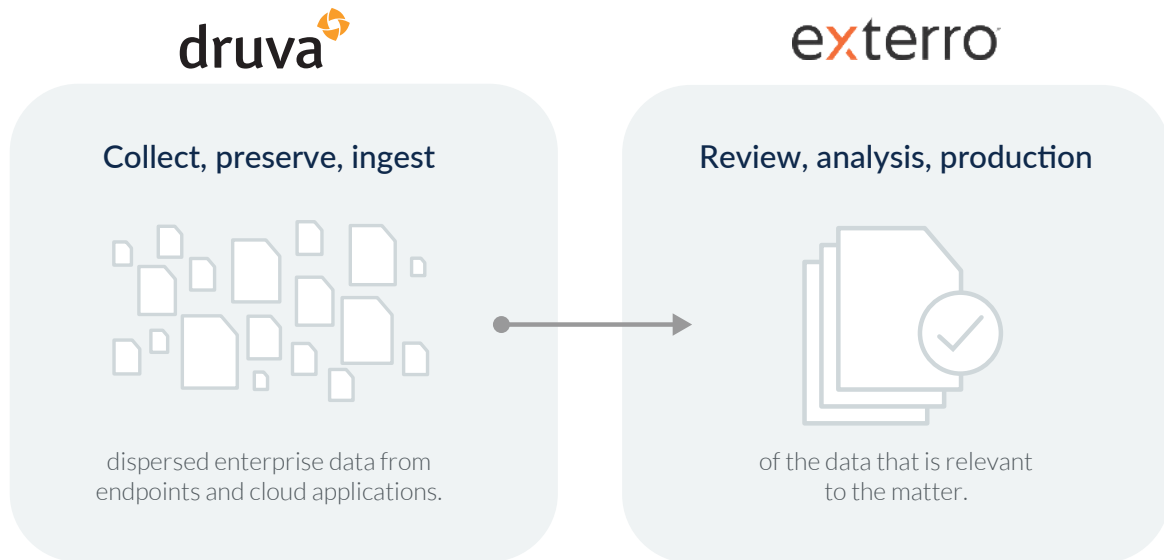 druva
exterro
Collect, preserve, ingest
dispersed enterprise data from
endpoints and cloud applications.
Review, analysis, production
of the data that is relevant
to the matter.